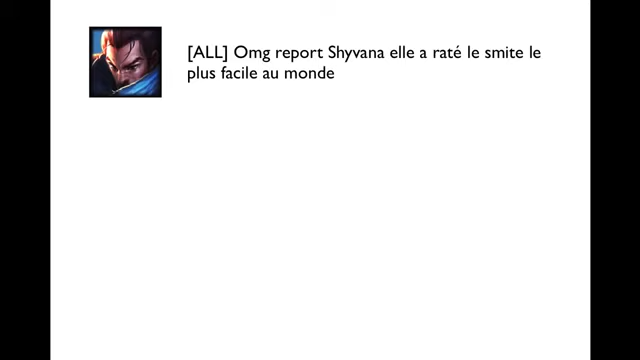 [ALL] Omg report Shyvana elle a raté le smite le
plus facile au monde